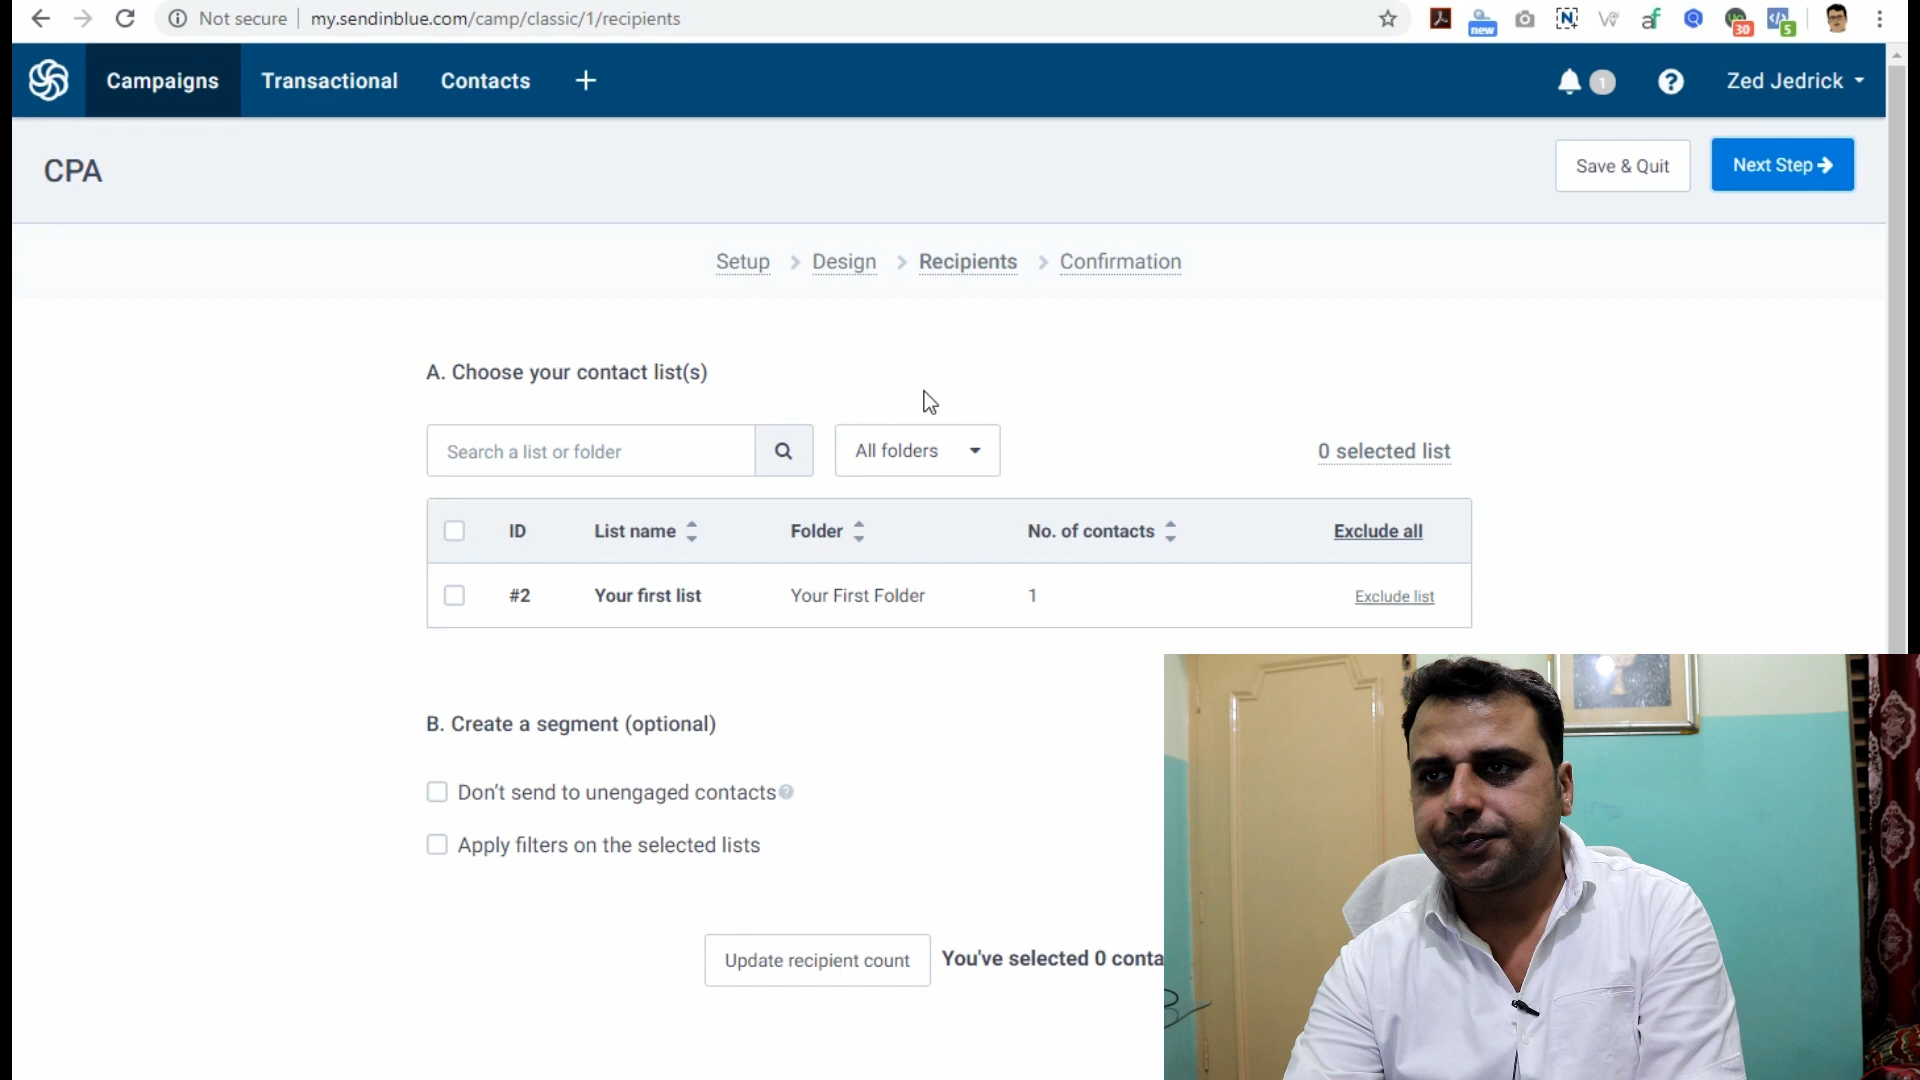 Not secure my.sendinblue.com/camp/classic/1/recipients
new
30
5
Campaigns Transactional Contacts + 1 ? Zed Jedrick
CPA
Save & Quit
Next Step
Setup Design Recipients Confirmation
A. Choose your contact list(s)
Search a list or folder
All folders
0 selected list
ID List name Folder No. of contacts Exclude all
#2 Your first list Your First Folder 1 Exclude list
B. Create a segment (optional)
Don't send to unengaged contacts ?
Apply filters on the selected lists
Update recipient count You've selected 0 conta